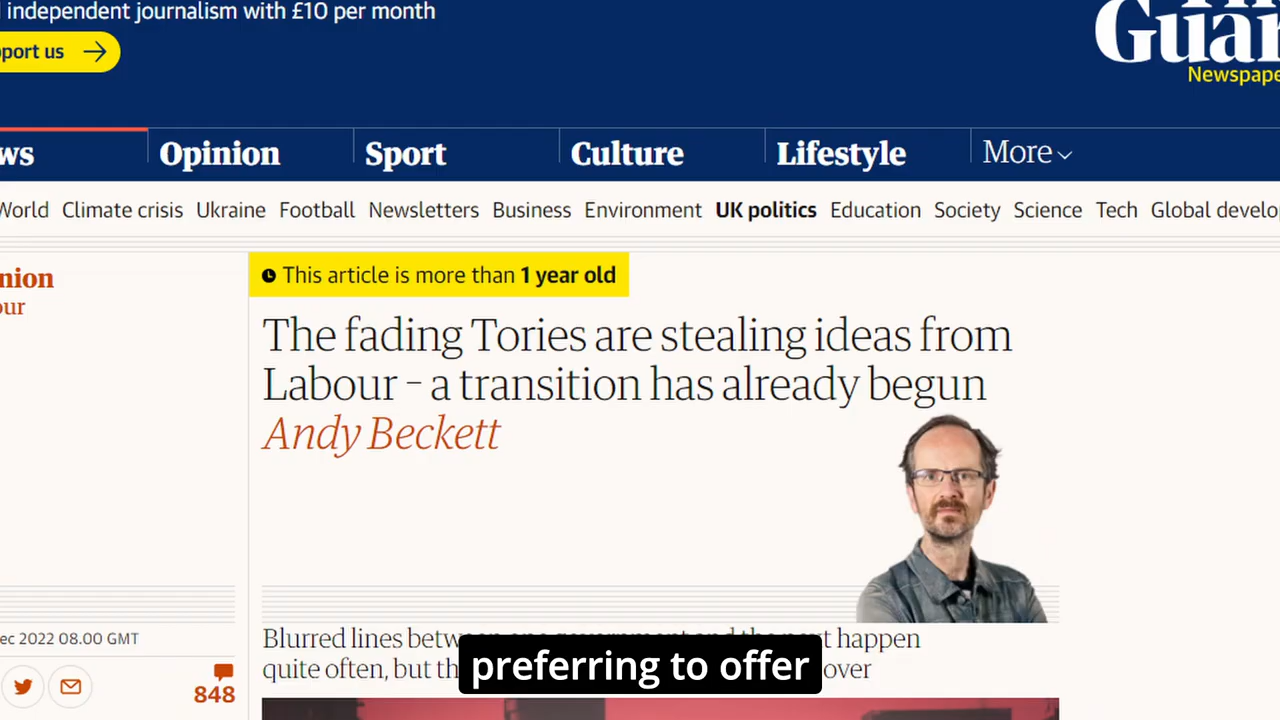 independent journalism with £10 per month
port us
Guar
Newspape
ws
Opinion
Sport
Culture
Lifestyle
More
World Climate crisis Ukraine Football Newsletters Business Environment UK politics Education Society Science Tech Global develo
nion
our
This article is more than 1 year old
The fading Tories are stealing ideas from
Labour – a transition has already begun
Andy Beckett
ec 2022 08.00 GMT
848
Blurred lines betw happen
quite often, but th over
preferring to offer